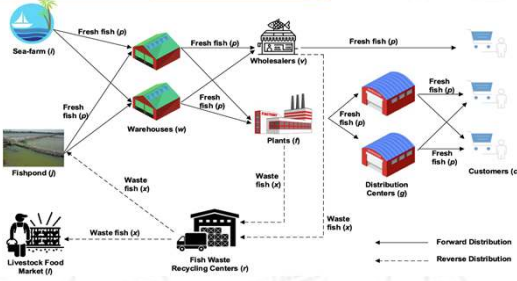 Fresh fish (p)
Fresh fish (p)
Fresh fish (p)
Sea-farm (i)
Wholesalers (v)
Fresh
fish (p)
Fresh
fish (p)
Fresh
fish (p)
Fresh
fish (p)
Warehouses (w)
FACTORY
Plants (f)
Fresh
fish (p)
Fishpond (j)
Customers (c
Waste
fish (x)
Waste
fish (x)
Distribution
Centers (g)
Waste
fish (x)
Waste fish (x)
Forward Distribution
Livestock Food
Market (l)
Fish Waste
Recycling Centers (r)
Reverse Distribution